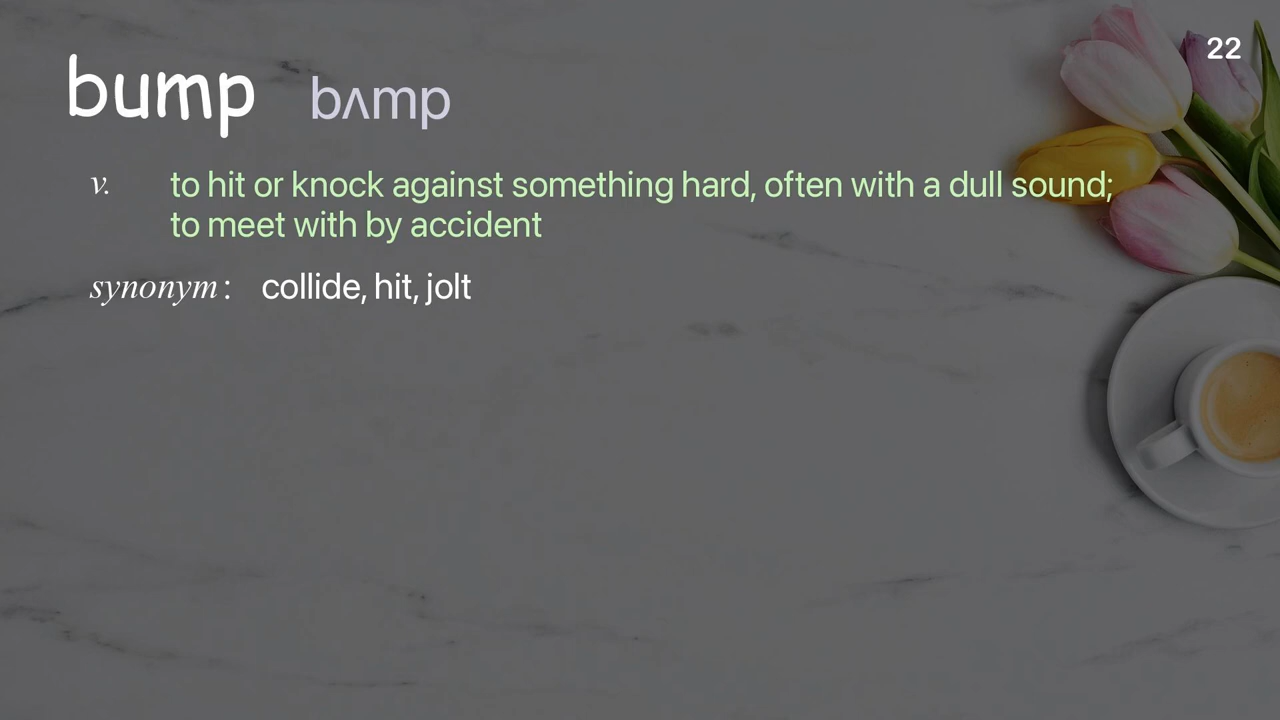 22
bump bʌmp
v. to hit or knock against something hard, often with a dull sound;
to meet with by accident
synonym: collide, hit, jolt